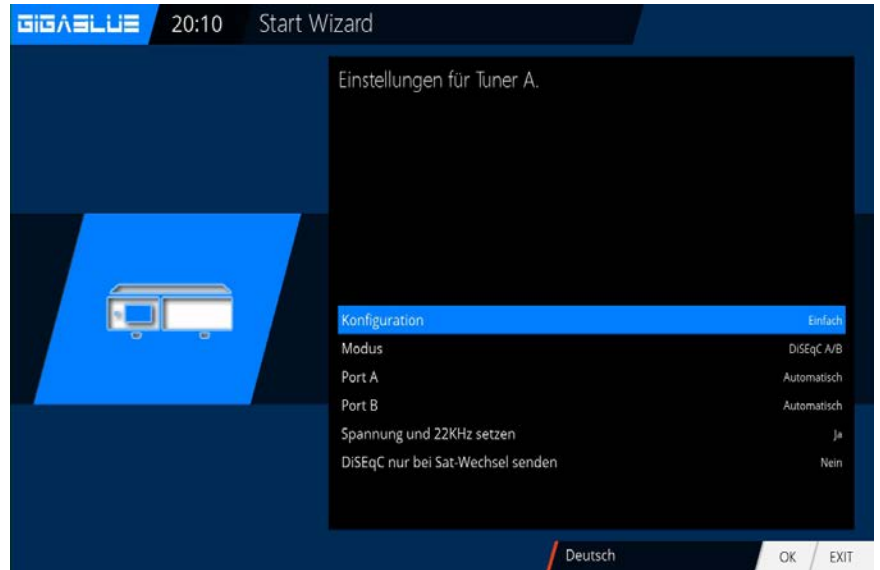 GIGABLUE 20:10 Start Wizard
Einstellungen für Tuner A.
Konfiguration Einfach
Modus DiSEqC A/B
Port A Automatisch
Port B Automatisch
Spannung und 22KHz setzen Ja
DiSEqC nur bei Sat-Wechsel senden Nein
Deutsch OK / EXIT